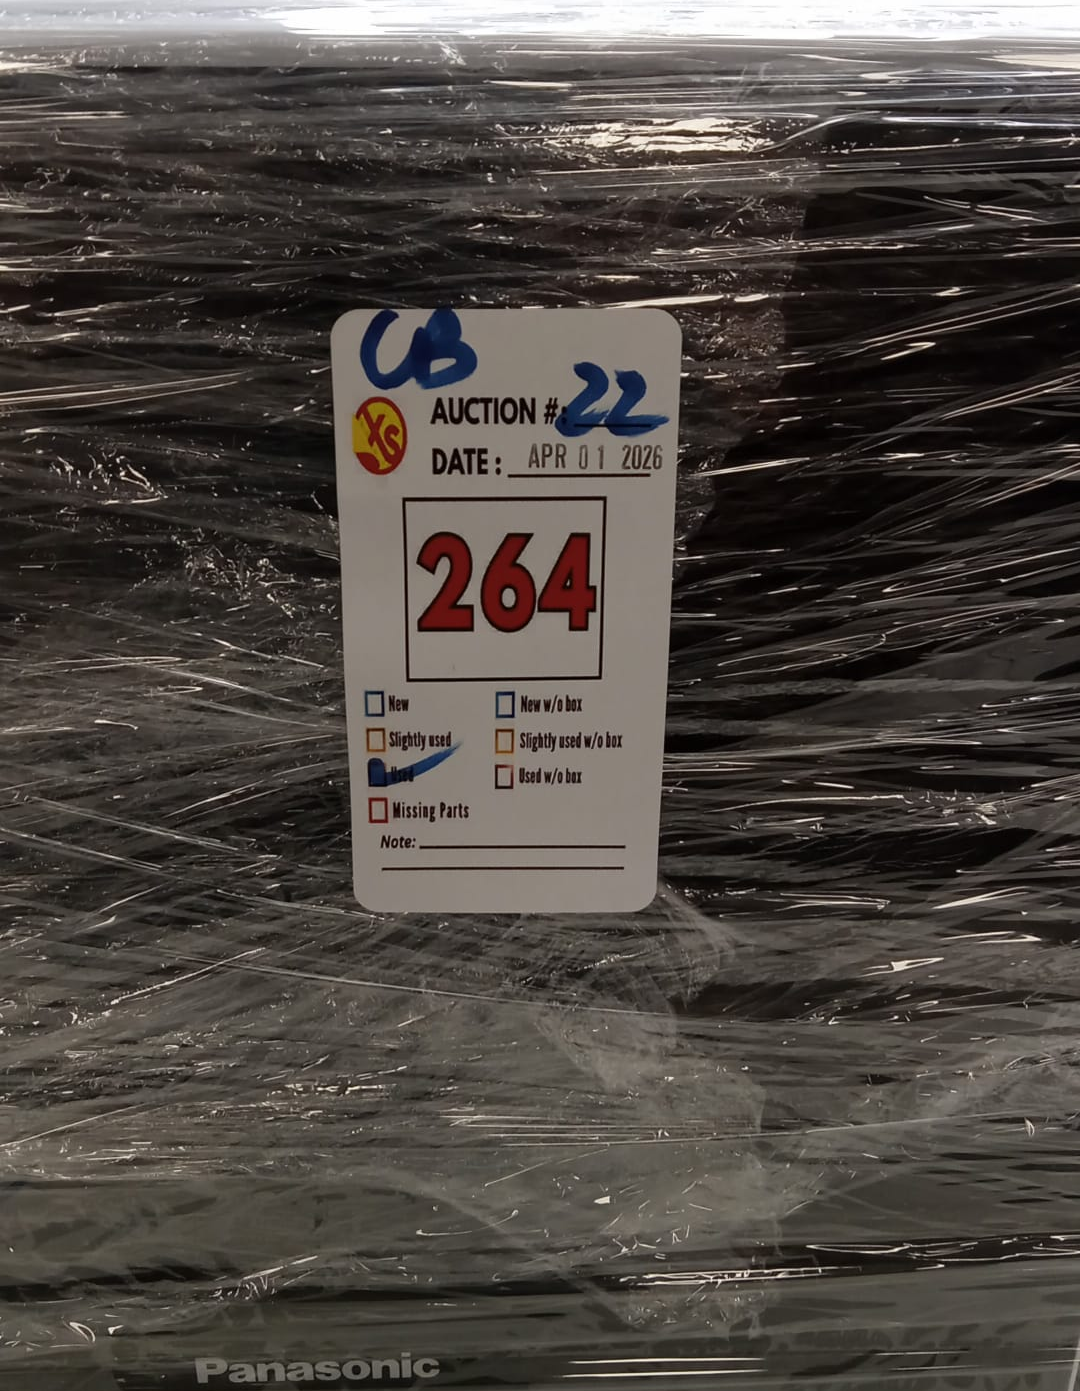 CB
XS
AUCTION #: 22
DATE : APR 01 2026
264
New
New w/o box
Slightly used
Slightly used w/o box
Used
Used w/o box
Missing Parts
Note:
Panasonic